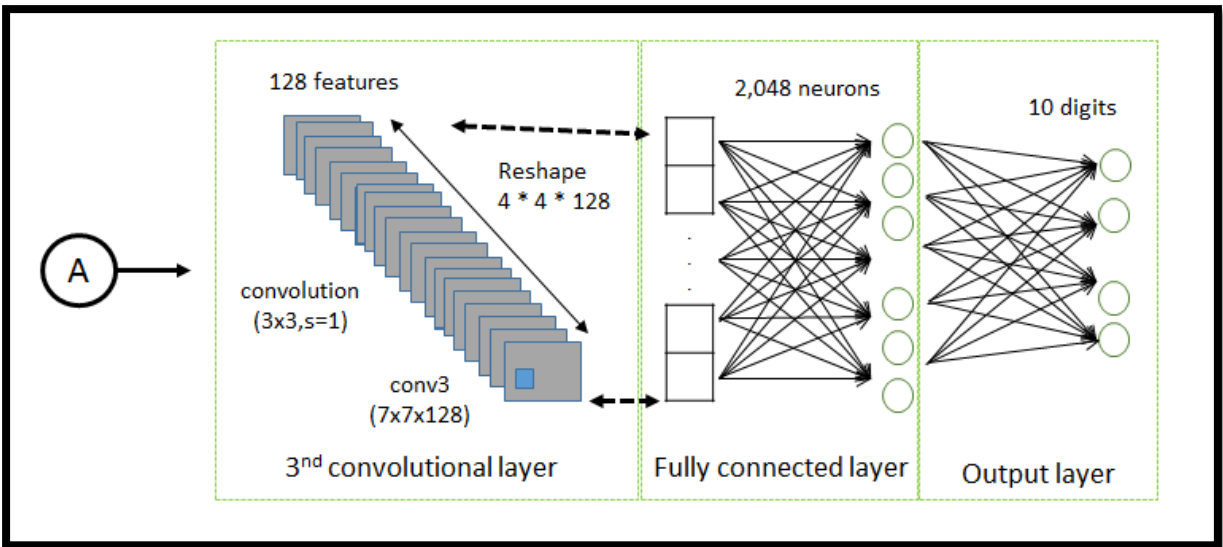 A
128 features
Reshape
4 * 4 * 128
convolution
(3x3,s=1)
conv3
(7x7x128)
3nd convolutional layer
2,048 neurons
Fully connected layer
10 digits
Output layer